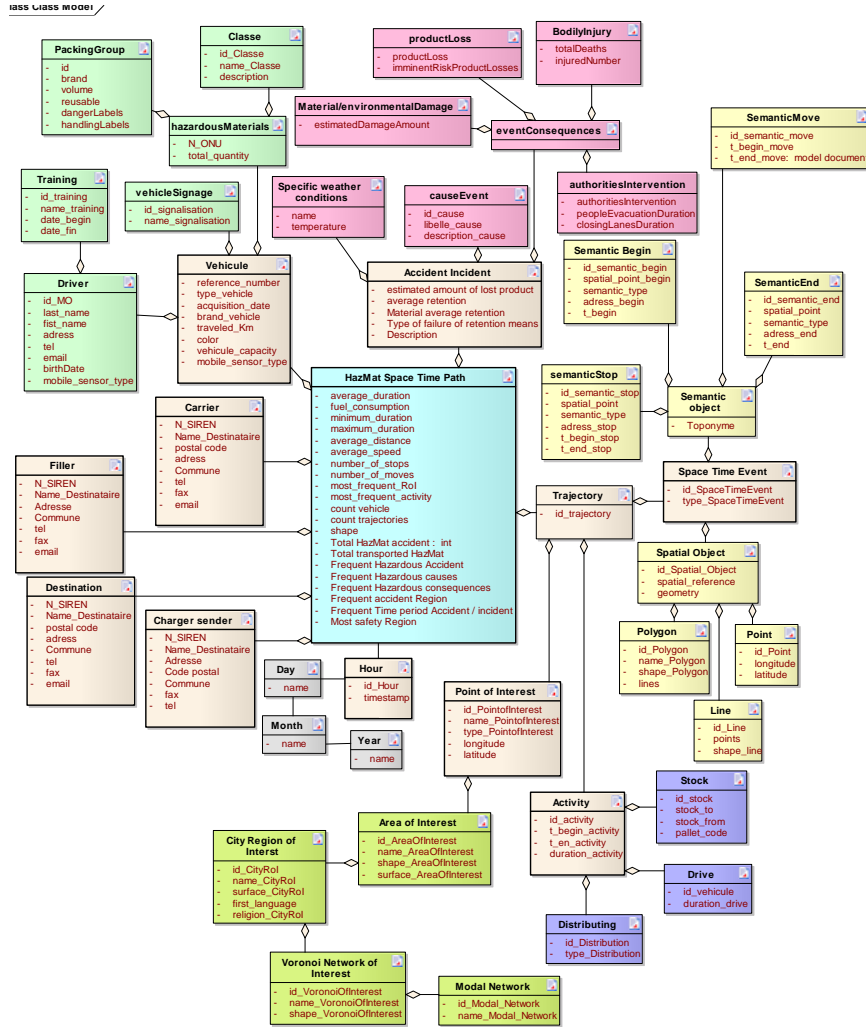 Class Model
PackingGroup
- id
- brand
- volume
- reusable
- dangerLabels
- handlingLabels
Classe
- id_Classe
- name_Classe
- description
hazardousMaterials
- N_ONU
- total_quantity
productLoss
- productLoss
- imminentRiskProductLosses
BodilyInjury
- totalDeaths
- injuredNumber
Material/environmentalDamage
- estimatedDamageAmount
eventConsequences
SemanticMove
- id_semantic_move
- t_begin_move
- t_end_move: model documen
Training
- id_training
- name_training
- date_begin
- date_fin
vehicleSignage
- id_signalisation
- name_signalisation
Specific weather
conditions
- name
- temperature
causeEvent
- id_cause
- libelle_cause
- description_cause
authoritiesIntervention
- authoritiesIntervention
- peopleEvacuationDuration
- closingLanesDuration
Semantic Begin
- id_semantic_begin
- spatial_point_begin
- semantic_type
- adress_begin
- t_begin
SemanticEnd
- id_semantic_end
- spatial_point
- semantic_type
- adress_end
- t_end
Driver
- id_MO
- last_name
- fist_name
- adress
- tel
- email
- birthDate
- mobile_sensor_type
Vehicule
- reference_number
- type_vehicle
- acquisition_date
- brand_vehicle
- traveled_Km
- color
- vehicule_capacity
- mobile_sensor_type
Accident Incident
- estimated amount of lost product
- average retention
- Material average retention
- Type of failure of retention means
- Description
semanticStop
- id_semantic_stop
- spatial_point
- semantic_type
- adress_stop
- t_begin_stop
- t_end_stop
Semantic
object
- Toponyme
HazMat Space Time Path
- average_duration
- fuel_consumption
- minimum_duration
- maximum_duration
- average_distance
- average_speed
- number_of_stops
- number_of_moves
- most_frequent_RoI
- most_frequent_activity
- count vehicle
- count trajectories
- shape
- Total HazMat accident : int
- Total transported HazMat
- Frequent Hazardous Accident
- Frequent Hazardous causes
- Frequent Hazardous consequences
- Frequent accident Region
- Frequent Time period Accident / incident
- Most safety Region
Carrier
- N_SIREN
- Name_Destinataire
- postal code
- adress
- Commune
- tel
- fax
- email
Filler
- N_SIREN
- Name_Destinataire
- Adresse
- Commune
- tel
- fax
- email
Trajectory
- id_trajectory
Space Time Event
- id_SpaceTimeEvent
- type_SpaceTimeEvent
Spatial Object
- id_Spatial_Object
- spatial_reference
- geometry
Destination
- N_SIREN
- Name_Destinataire
- postal code
- adress
- Commune
- tel
- fax
- email
Charger sender
- N_SIREN
- Name_Destinataire
- Adresse
- Code postal
- Commune
- fax
- tel
Polygon
- id_Polygon
- name_Polygon
- shape_Polygon
- lines
Point
- id_Point
- longitude
- latitude
Day
- name
Hour
- id_Hour
- timestamp
Month
- name
Year
- name
Point of Interest
- id_PointofInterest
- name_PointofInterest
- type_PointofInterest
- longitude
- latitude
Line
- id_Line
- points
- shape_line
Stock
- id_stock
- stock_to
- stock_from
- pallet_code
Activity
- id_activity
- t_begin_activity
- t_en_activity
- duration_activity
Area of Interest
- id_AreaOfInterest
- name_AreaOfInterest
- shape_AreaOfInterest
- surface_AreaOfInterest
City Region of
Interst
- id_CityRoI
- name_CityRoI
- surface_CityRoI
- first_language
- religion_CityRoI
Drive
- id_vehicule
- duration_drive
Distributing
- id_Distribution
- type_Distribution
Voronoi Network of
Interest
- id_VoronoiOfInterest
- name_VoronoiOfInterest
- shape_VoronoiOfInterest
Modal Network
- id_Modal_Network
- name_Modal_Network